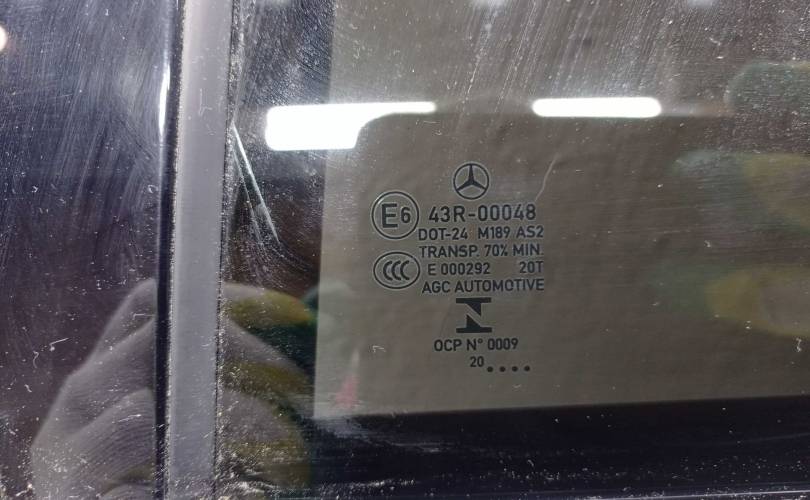 E6 43R-00048
DOT-24 M189 AS2
TRANSP. 70% MIN.
CCC E 000292 20T
AGC AUTOMOTIVE
N
OCP N° 0009
20 ....